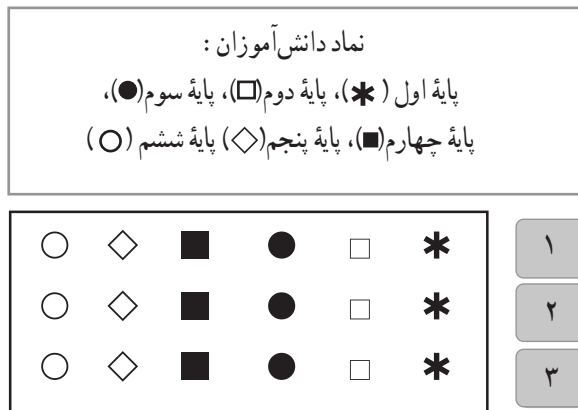 نماد دانش‌آموزان :
پایهٔ اول ( ✱)، پایهٔ دوم(□)، پایهٔ سوم(●)،
پایهٔ چهارم(■)، پایهٔ پنجم(◇) پایهٔ ششم (○)
۱
۲
۳